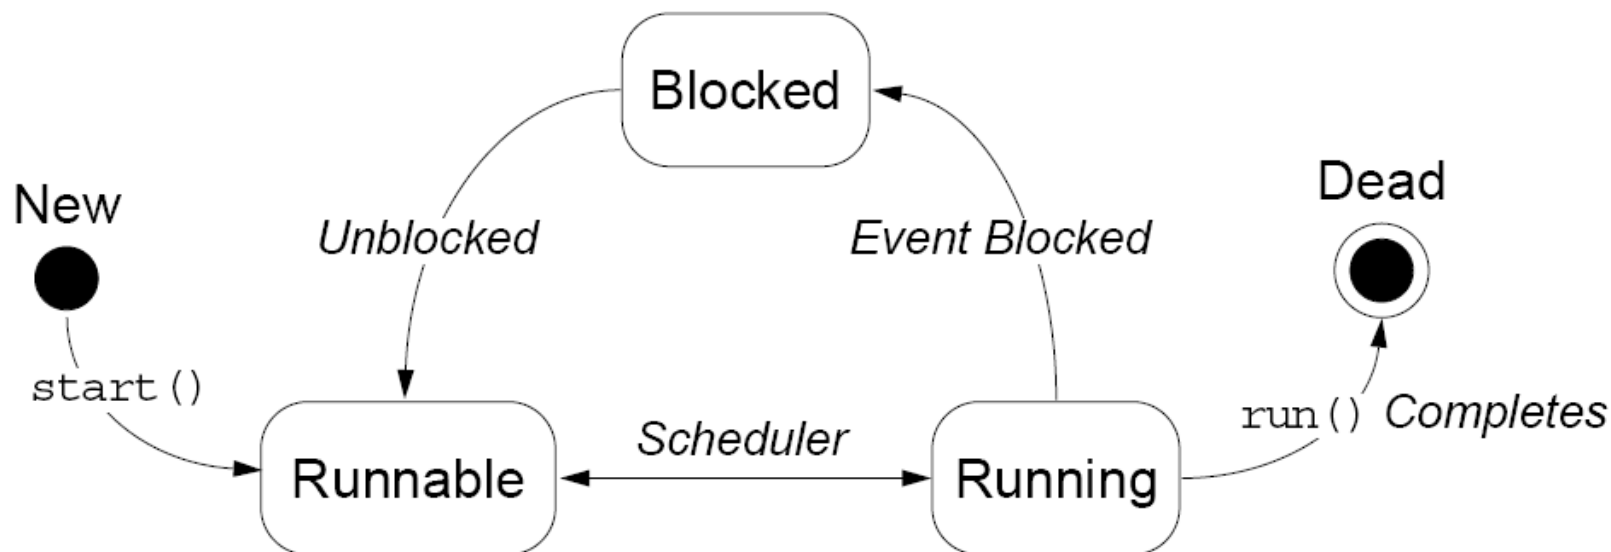 Blocked
New
Dead
Unblocked
Event Blocked
start()
run() Completes
Scheduler
Runnable
Running